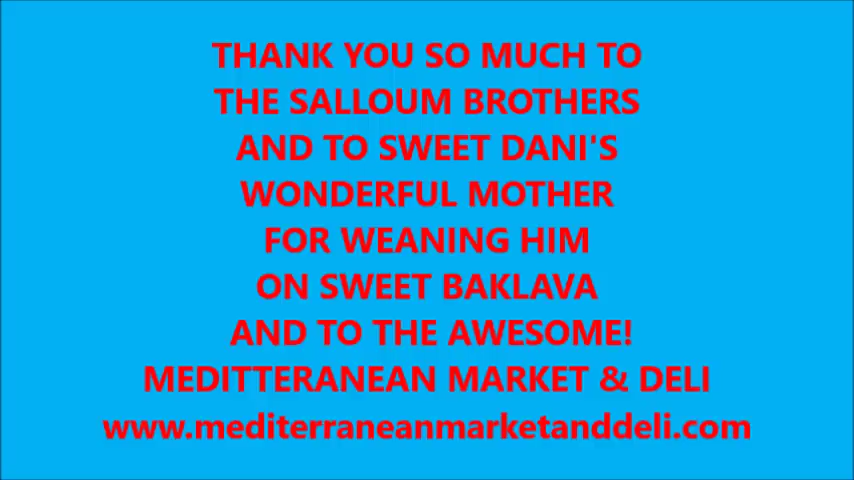 THANK YOU SO MUCH TO
THE SALLOUM BROTHERS
AND TO SWEET DANI'S
WONDERFUL MOTHER
FOR WEANING HIM
ON SWEET BAKLAVA
AND TO THE AWESOME!
MEDITTERANEAN MARKET & DELI
www.mediterraneanmarketanddeli.com